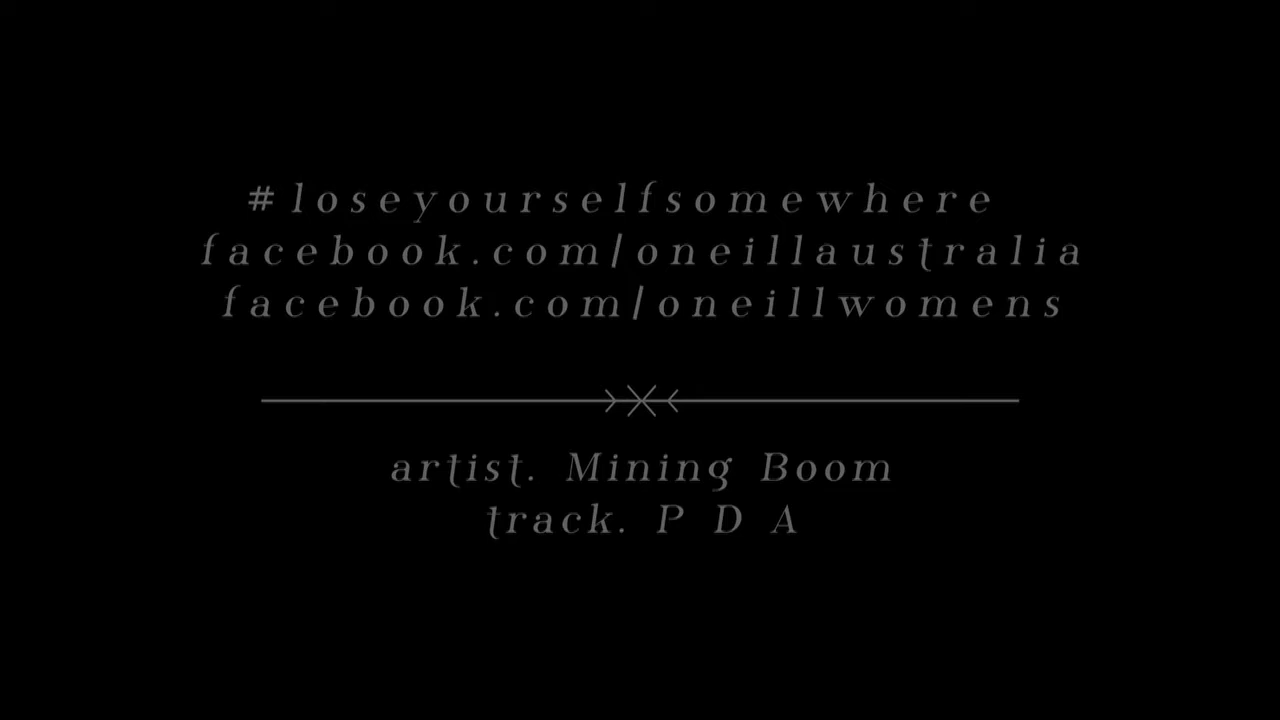 #loseyourselfsomewhere
facebook.com/oneillaustralia
facebook.com/oneillwomens
artist. Mining Boom
track. P D A